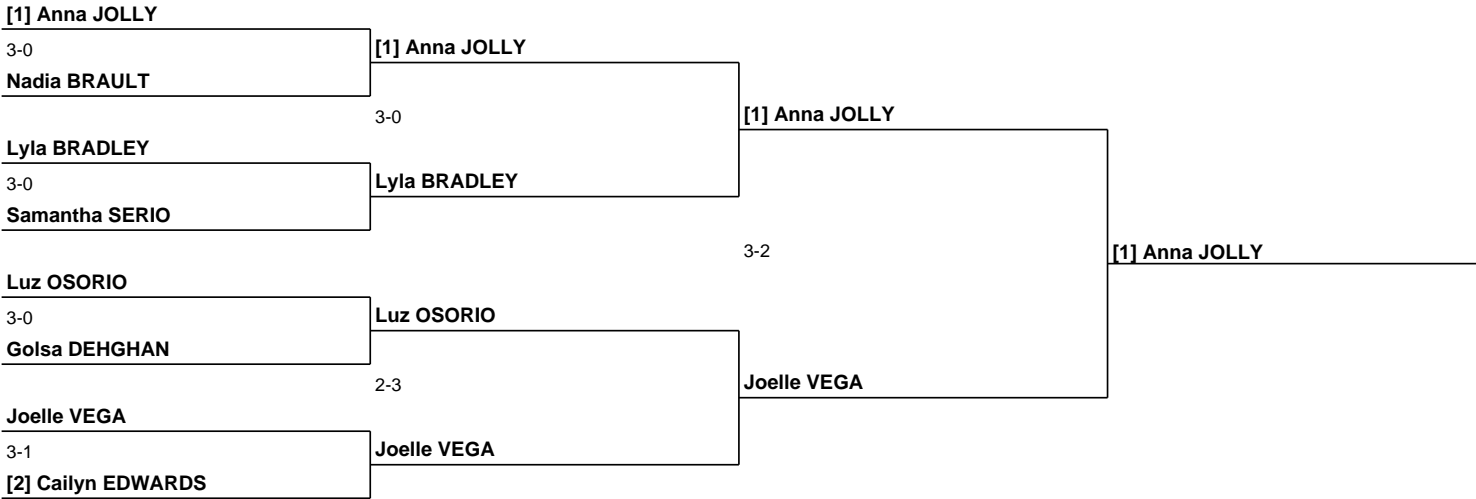 [1] Anna JOLLY
3-0
[1] Anna JOLLY
Nadia BRAULT
3-0
[1] Anna JOLLY
Lyla BRADLEY
3-0
Lyla BRADLEY
Samantha SERIO
3-2
[1] Anna JOLLY
Luz OSORIO
3-0
Luz OSORIO
Golsa DEHGHAN
2-3
Joelle VEGA
Joelle VEGA
3-1
Joelle VEGA
[2] Cailyn EDWARDS